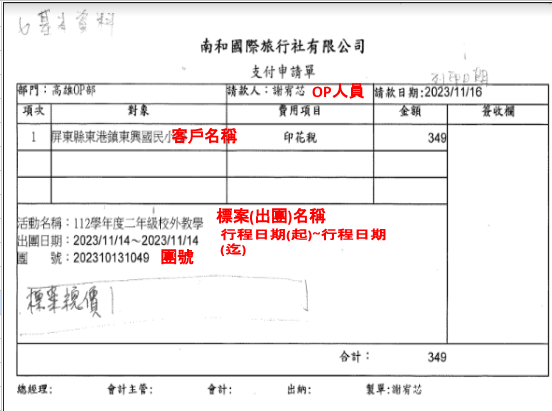 基本資料
南和國際旅行社有限公司
支付申請單
列印日期
部門：高雄OP部 請款人：謝宥芯 OP人員 請款日期:2023/11/16
項次 對象 費用項目 金額 簽收欄
1 屏東縣東港鎮東興國民小 客戶名稱 印花稅 349
標案(出團)名稱
活動名稱：112學年度二年級校外教學
行程日期(起)~行程日期
出團日期：2023/11/14～2023/11/14
(迄)
團 號：202310131049 團號
標案總價
合計： 349
總經理： 會計主管： 會計： 出納： 製單：謝宥芯